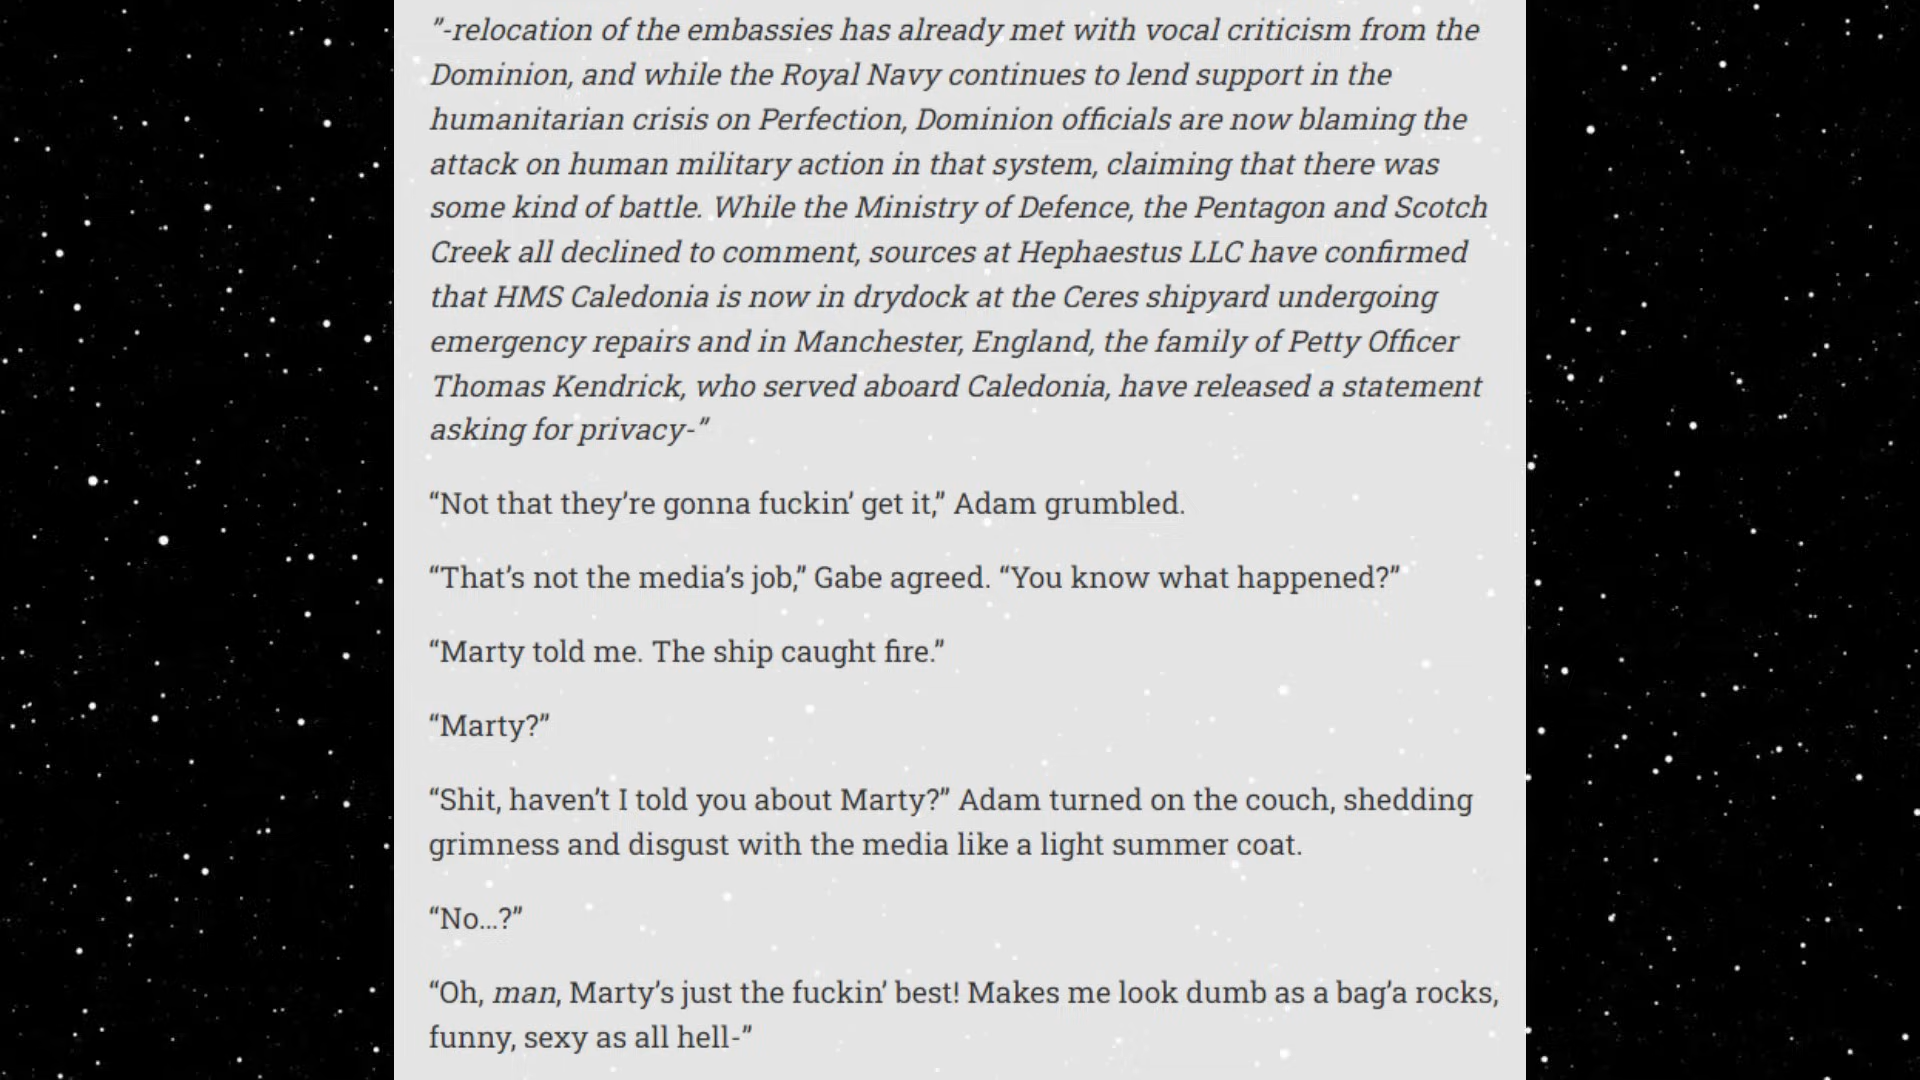 "-relocation of the embassies has already met with vocal criticism from the
Dominion, and while the Royal Navy continues to lend support in the
humanitarian crisis on Perfection, Dominion officials are now blaming the
attack on human military action in that system, claiming that there was
some kind of battle. While the Ministry of Defence, the Pentagon and Scotch
Creek all declined to comment, sources at Hephaestus LLC have confirmed
that HMS Caledonia is now in drydock at the Ceres shipyard undergoing
emergency repairs and in Manchester, England, the family of Petty Officer
Thomas Kendrick, who served aboard Caledonia, have released a statement
asking for privacy-"
“Not that they’re gonna fuckin’ get it,” Adam grumbled.
“That’s not the media’s job,” Gabe agreed. “You know what happened?”
“Marty told me. The ship caught fire.”
“Marty?”
“Shit, haven’t I told you about Marty?” Adam turned on the couch, shedding
grimness and disgust with the media like a light summer coat.
“No…?”
“Oh, man, Marty’s just the fuckin’ best! Makes me look dumb as a bag’a rocks,
funny, sexy as all hell-”